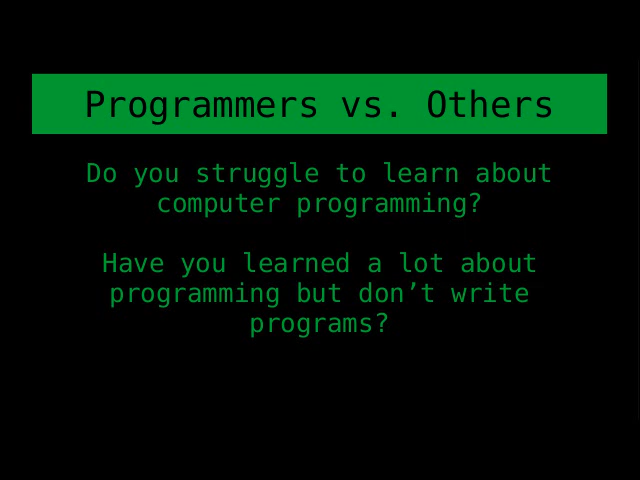 Programmers vs. Others
Do you struggle to learn about
computer programming?
Have you learned a lot about
programming but don’t write
programs?